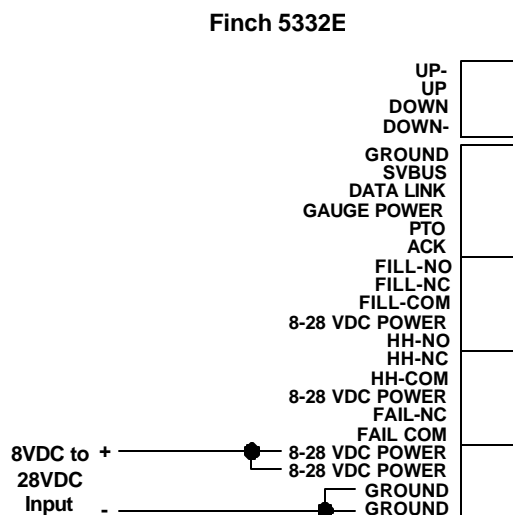 Finch 5332E
UP-
UP
DOWN
DOWN-
GROUND
SVBUS
DATA LINK
GAUGE POWER
PTO
ACK
FILL-NO
FILL-NC
FILL-COM
8-28 VDC POWER
HH-NO
HH-NC
HH-COM
8-28 VDC POWER
FAIL-NC
FAIL COM
8-28 VDC POWER
8-28 VDC POWER
GROUND
GROUND
8VDC to +
28VDC
Input
-